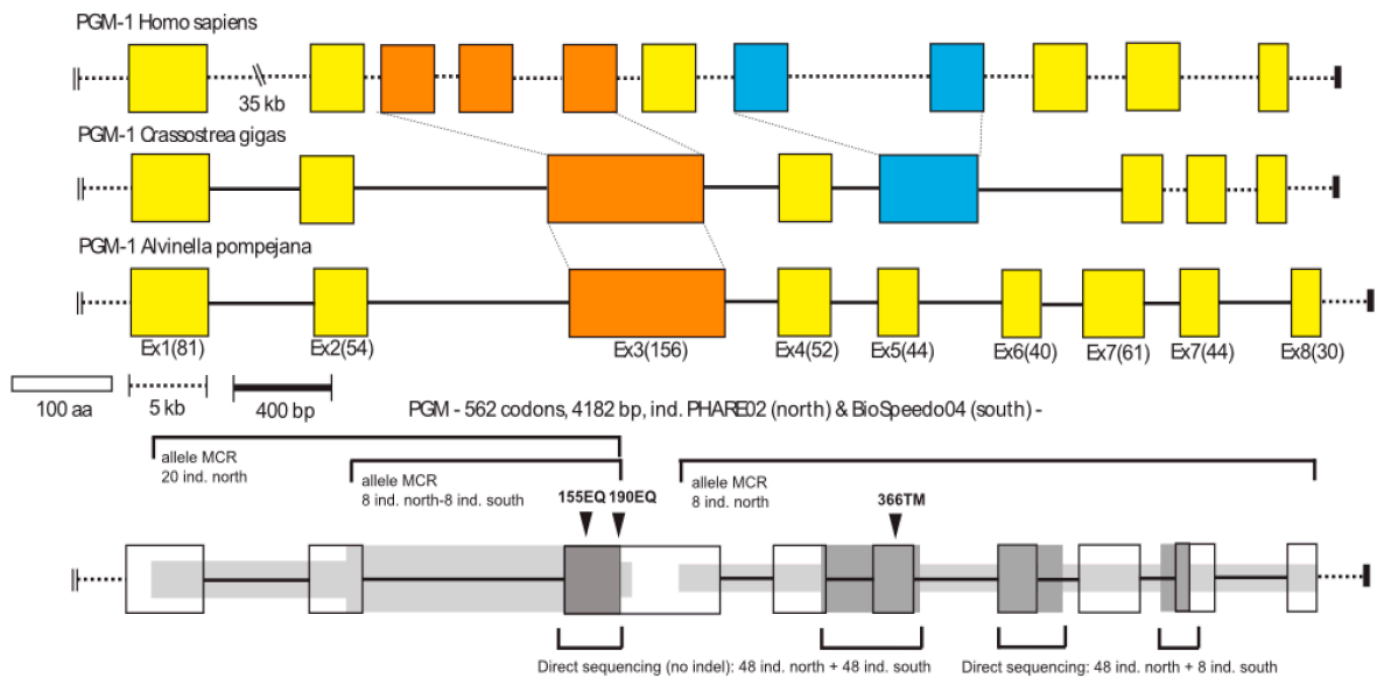 PGM-1 Homo sapiens
35 kb
PGM-1 Crassostrea gigas
PGM-1 Alvinella pompejana
Ex1(81) Ex2(54) Ex3(156) Ex4(52) Ex5(44) Ex6(40) Ex7(61) Ex7(44) Ex8(30)
100 aa 5 kb 400 bp
PGM - 562 codons, 4182 bp, ind. PHARE02 (north) & BioSpeedo04 (south) -
allele MCR
20 ind. north
allele MCR
8 ind. north-8 ind. south
allele MCR
8 ind. north
155EQ 190EQ 366TM
Direct sequencing (no indel): 48 ind. north + 48 ind. south
Direct sequencing: 48 ind. north + 8 ind. south